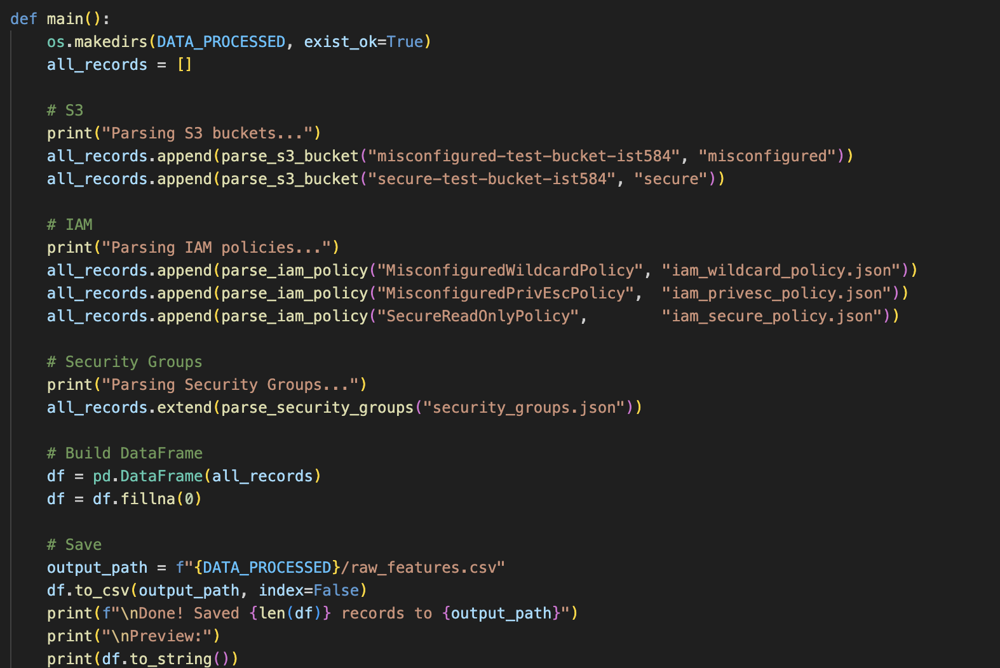 def main():
    os.makedirs(DATA_PROCESSED, exist_ok=True)
    all_records = []

    # S3
    print("Parsing S3 buckets...")
    all_records.append(parse_s3_bucket("misconfigured-test-bucket-ist584", "misconfigured"))
    all_records.append(parse_s3_bucket("secure-test-bucket-ist584", "secure"))

    # IAM
    print("Parsing IAM policies...")
    all_records.append(parse_iam_policy("MisconfiguredWildcardPolicy", "iam_wildcard_policy.json"))
    all_records.append(parse_iam_policy("MisconfiguredPrivEscPolicy",  "iam_privesc_policy.json"))
    all_records.append(parse_iam_policy("SecureReadOnlyPolicy",        "iam_secure_policy.json"))

    # Security Groups
    print("Parsing Security Groups...")
    all_records.extend(parse_security_groups("security_groups.json"))

    # Build DataFrame
    df = pd.DataFrame(all_records)
    df = df.fillna(0)

    # Save
    output_path = f"{DATA_PROCESSED}/raw_features.csv"
    df.to_csv(output_path, index=False)
    print(f"\nDone! Saved {len(df)} records to {output_path}")
    print("\nPreview:")
    print(df.to_string())